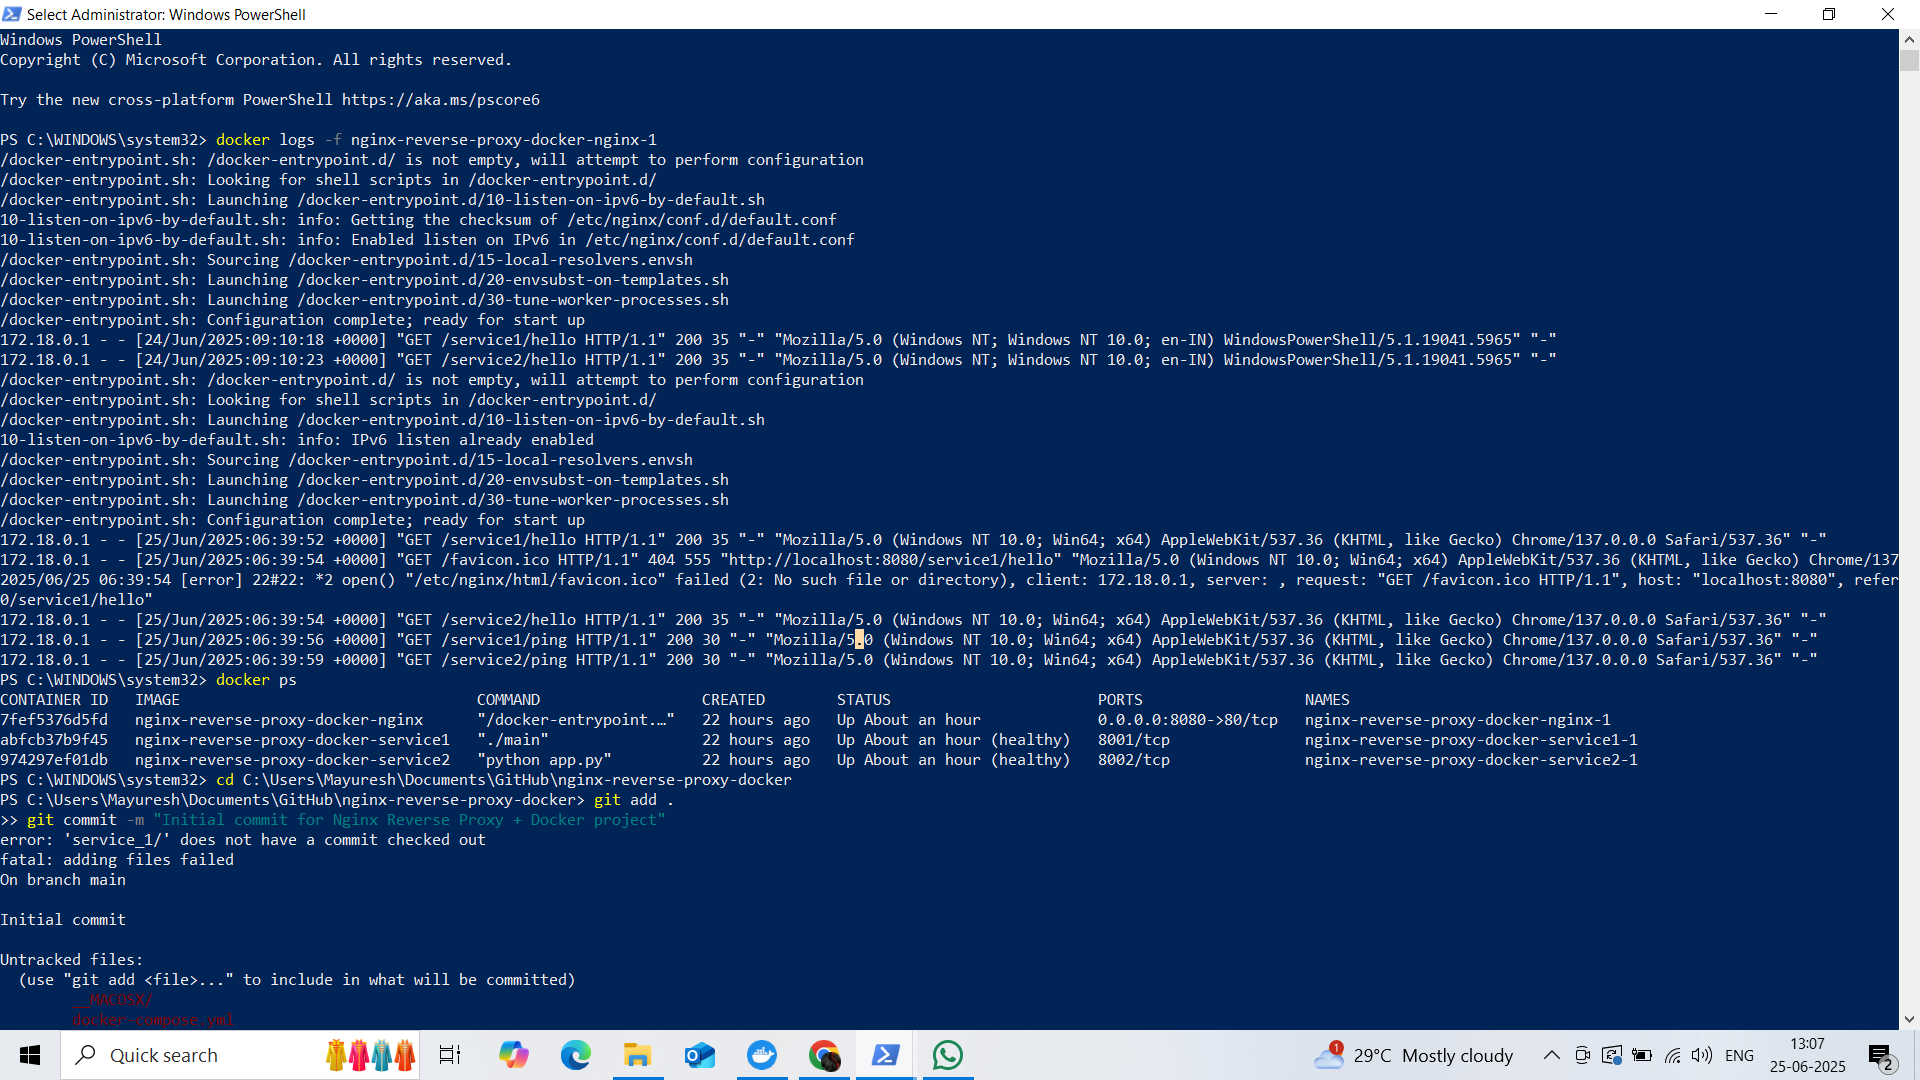 Select Administrator: Windows PowerShell
Windows PowerShell
Copyright (C) Microsoft Corporation. All rights reserved.
Try the new cross-platform PowerShell https://aka.ms/pscore6
PS C:\WINDOWS\system32> docker logs -f nginx-reverse-proxy-docker-nginx-1
/docker-entrypoint.sh: /docker-entrypoint.d/ is not empty, will attempt to perform configuration
/docker-entrypoint.sh: Looking for shell scripts in /docker-entrypoint.d/
/docker-entrypoint.sh: Launching /docker-entrypoint.d/10-listen-on-ipv6-by-default.sh
10-listen-on-ipv6-by-default.sh: info: Getting the checksum of /etc/nginx/conf.d/default.conf
10-listen-on-ipv6-by-default.sh: info: Enabled listen on IPv6 in /etc/nginx/conf.d/default.conf
/docker-entrypoint.sh: Sourcing /docker-entrypoint.d/15-local-resolvers.envsh
/docker-entrypoint.sh: Launching /docker-entrypoint.d/20-envsubst-on-templates.sh
/docker-entrypoint.sh: Launching /docker-entrypoint.d/30-tune-worker-processes.sh
/docker-entrypoint.sh: Configuration complete; ready for start up
172.18.0.1 - - [24/Jun/2025:09:10:18 +0000] "GET /service1/hello HTTP/1.1" 200 35 "-" "Mozilla/5.0 (Windows NT; Windows NT 10.0; en-IN) WindowsPowerShell/5.1.19041.5965" "-"
172.18.0.1 - - [24/Jun/2025:09:10:23 +0000] "GET /service2/hello HTTP/1.1" 200 35 "-" "Mozilla/5.0 (Windows NT; Windows NT 10.0; en-IN) WindowsPowerShell/5.1.19041.5965" "-"
/docker-entrypoint.sh: /docker-entrypoint.d/ is not empty, will attempt to perform configuration
/docker-entrypoint.sh: Looking for shell scripts in /docker-entrypoint.d/
/docker-entrypoint.sh: Launching /docker-entrypoint.d/10-listen-on-ipv6-by-default.sh
10-listen-on-ipv6-by-default.sh: info: IPv6 listen already enabled
/docker-entrypoint.sh: Sourcing /docker-entrypoint.d/15-local-resolvers.envsh
/docker-entrypoint.sh: Launching /docker-entrypoint.d/20-envsubst-on-templates.sh
/docker-entrypoint.sh: Launching /docker-entrypoint.d/30-tune-worker-processes.sh
/docker-entrypoint.sh: Configuration complete; ready for start up
172.18.0.1 - - [25/Jun/2025:06:39:52 +0000] "GET /service1/hello HTTP/1.1" 200 35 "-" "Mozilla/5.0 (Windows NT 10.0; Win64; x64) AppleWebKit/537.36 (KHTML, like Gecko) Chrome/137.0.0.0 Safari/537.36" "-"
172.18.0.1 - - [25/Jun/2025:06:39:54 +0000] "GET /favicon.ico HTTP/1.1" 404 555 "http://localhost:8080/service1/hello" "Mozilla/5.0 (Windows NT 10.0; Win64; x64) AppleWebKit/537.36 (KHTML, like Gecko) Chrome/137
2025/06/25 06:39:54 [error] 22#22: *2 open() "/etc/nginx/html/favicon.ico" failed (2: No such file or directory), client: 172.18.0.1, server: , request: "GET /favicon.ico HTTP/1.1", host: "localhost:8080", refer
0/service1/hello"
172.18.0.1 - - [25/Jun/2025:06:39:54 +0000] "GET /service2/hello HTTP/1.1" 200 35 "-" "Mozilla/5.0 (Windows NT 10.0; Win64; x64) AppleWebKit/537.36 (KHTML, like Gecko) Chrome/137.0.0.0 Safari/537.36" "-"
172.18.0.1 - - [25/Jun/2025:06:39:56 +0000] "GET /service1/ping HTTP/1.1" 200 30 "-" "Mozilla/5.0 (Windows NT 10.0; Win64; x64) AppleWebKit/537.36 (KHTML, like Gecko) Chrome/137.0.0.0 Safari/537.36" "-"
172.18.0.1 - - [25/Jun/2025:06:39:59 +0000] "GET /service2/ping HTTP/1.1" 200 30 "-" "Mozilla/5.0 (Windows NT 10.0; Win64; x64) AppleWebKit/537.36 (KHTML, like Gecko) Chrome/137.0.0.0 Safari/537.36" "-"
PS C:\WINDOWS\system32> docker ps
CONTAINER ID IMAGE COMMAND CREATED STATUS PORTS NAMES
7fef5376d5fd nginx-reverse-proxy-docker-nginx "/docker-entrypoint.…" 22 hours ago Up About an hour 0.0.0.0:8080->80/tcp nginx-reverse-proxy-docker-nginx-1
abfcb37b9f45 nginx-reverse-proxy-docker-service1 "./main" 22 hours ago Up About an hour (healthy) 8001/tcp nginx-reverse-proxy-docker-service1-1
974297ef01db nginx-reverse-proxy-docker-service2 "python app.py" 22 hours ago Up About an hour (healthy) 8002/tcp nginx-reverse-proxy-docker-service2-1
PS C:\WINDOWS\system32> cd C:\Users\Mayuresh\Documents\GitHub\nginx-reverse-proxy-docker
PS C:\Users\Mayuresh\Documents\GitHub\nginx-reverse-proxy-docker> git add .
>> git commit -m "Initial commit for Nginx Reverse Proxy + Docker project"
error: 'service_1/' does not have a commit checked out
fatal: adding files failed
On branch main
Initial commit
Untracked files:
(use "git add <file>..." to include in what will be committed)
__MACOSX/
docker-compose.yml
Quick search
1
29°C Mostly cloudy
ENG
13:07
25-06-2025
2